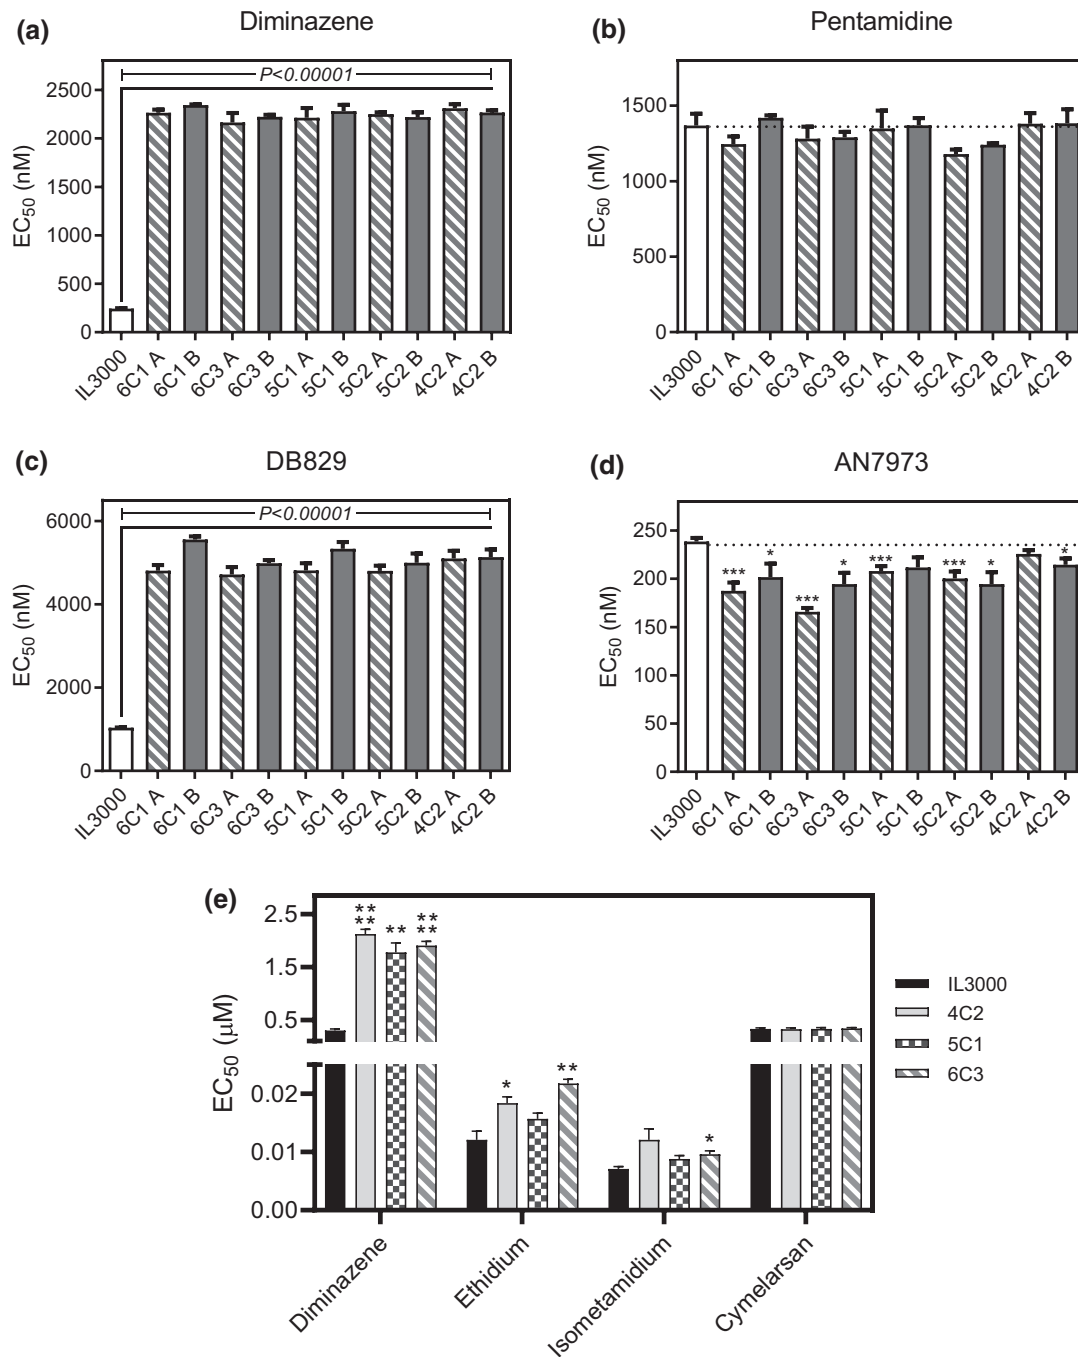 (a)
Diminazene
P<0.00001
EC50 (nM)
2500
2000
1500
1000
500
0
IL3000
6C1 A
6C1 B
6C3 A
6C3 B
5C1 A
5C1 B
5C2 A
5C2 B
4C2 A
4C2 B
(b)
Pentamidine
EC50 (nM)
1500
1000
500
0
IL3000
6C1 A
6C1 B
6C3 A
6C3 B
5C1 A
5C1 B
5C2 A
5C2 B
4C2 A
4C2 B
(c)
DB829
P<0.00001
EC50 (nM)
6000
4000
2000
0
IL3000
6C1 A
6C1 B
6C3 A
6C3 B
5C1 A
5C1 B
5C2 A
5C2 B
4C2 A
4C2 B
(d)
AN7973
EC50 (nM)
250
200
150
100
50
0
***
*
***
*
***
***
*
*
IL3000
6C1 A
6C1 B
6C3 A
6C3 B
5C1 A
5C1 B
5C2 A
5C2 B
4C2 A
4C2 B
(e)
EC50 (μM)
2.5
1.5
0.5
0.02
0.01
0.00
**
**
**
**
**
*
**
*
Diminazene
Ethidium
Isometamidium
Cymelarsan
IL3000
4C2
5C1
6C3